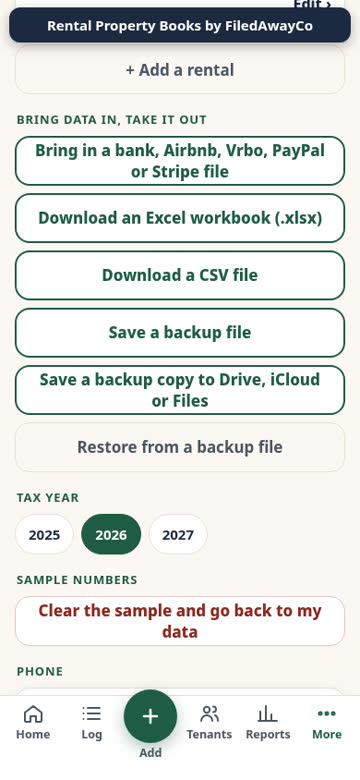 Edit ›
Rental Property Books by FiledAwayCo
+ Add a rental
BRING DATA IN, TAKE IT OUT
Bring in a bank, Airbnb, Vrbo, PayPal
or Stripe file
Download an Excel workbook (.xlsx)
Download a CSV file
Save a backup file
Save a backup copy to Drive, iCloud
or Files
Restore from a backup file
TAX YEAR
2025 2026 2027
SAMPLE NUMBERS
Clear the sample and go back to my
data
PHONE
Home Log Add Tenants Reports More